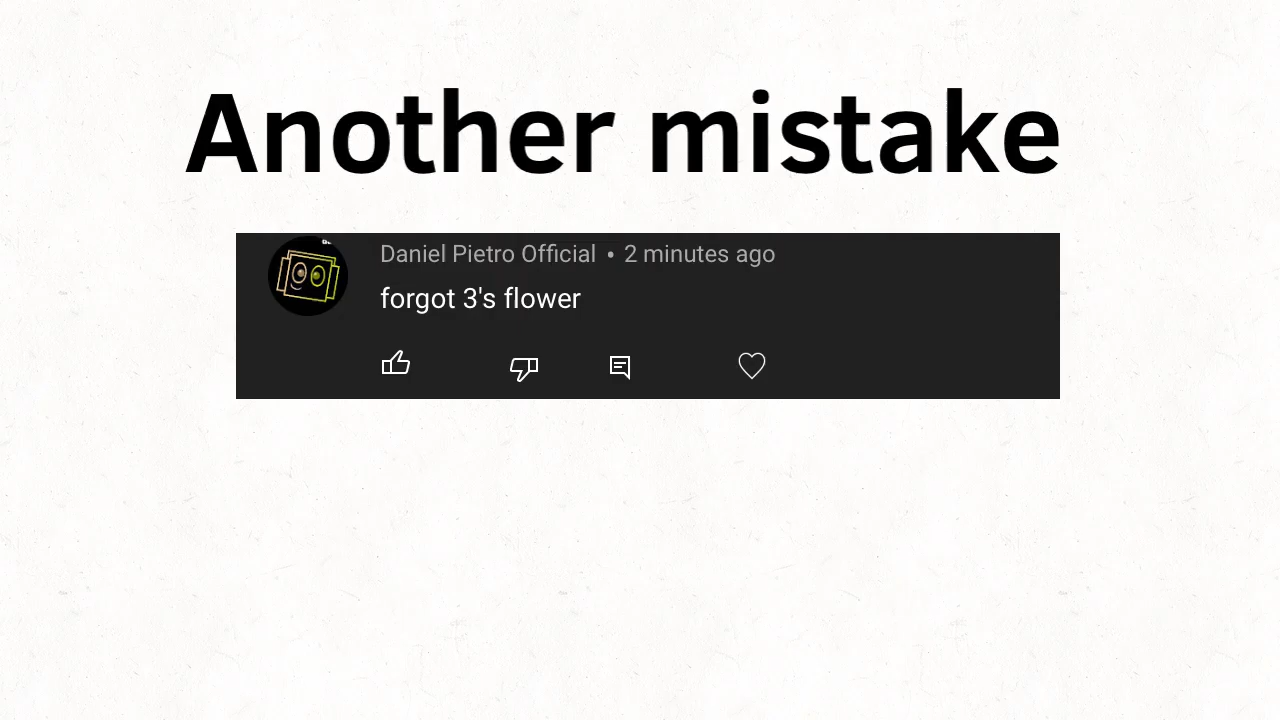 Another mistake
Daniel Pietro Official • 2 minutes ago
forgot 3's flower